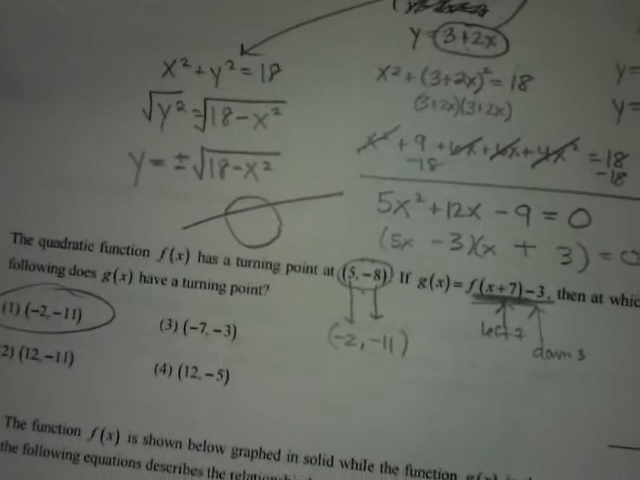 y = 3+2x
x² + y² = 18
√y² = √18 - x²
y = ± √18 - x²
x² + (3+2x)² = 18
(3+2x)(3+2x)
x² + 9 + 6x + 6x + 4x² = 18
-18 -18
5x² + 12x - 9 = 0
(5x - 3)(x + 3) = 0
y =
y =
The quadratic function f(x) has a turning point at (5, -8). If g(x) = f(x+7)-3, then at whic
following does g(x) have a turning point?
(1) (-2, -11)
(3) (-7, -3)
2) (12, -11)
(4) (12, -5)
(-2, -11)
left 7
down 3
The function f(x) is shown below graphed in solid while the function g(x)
the following equations describes the